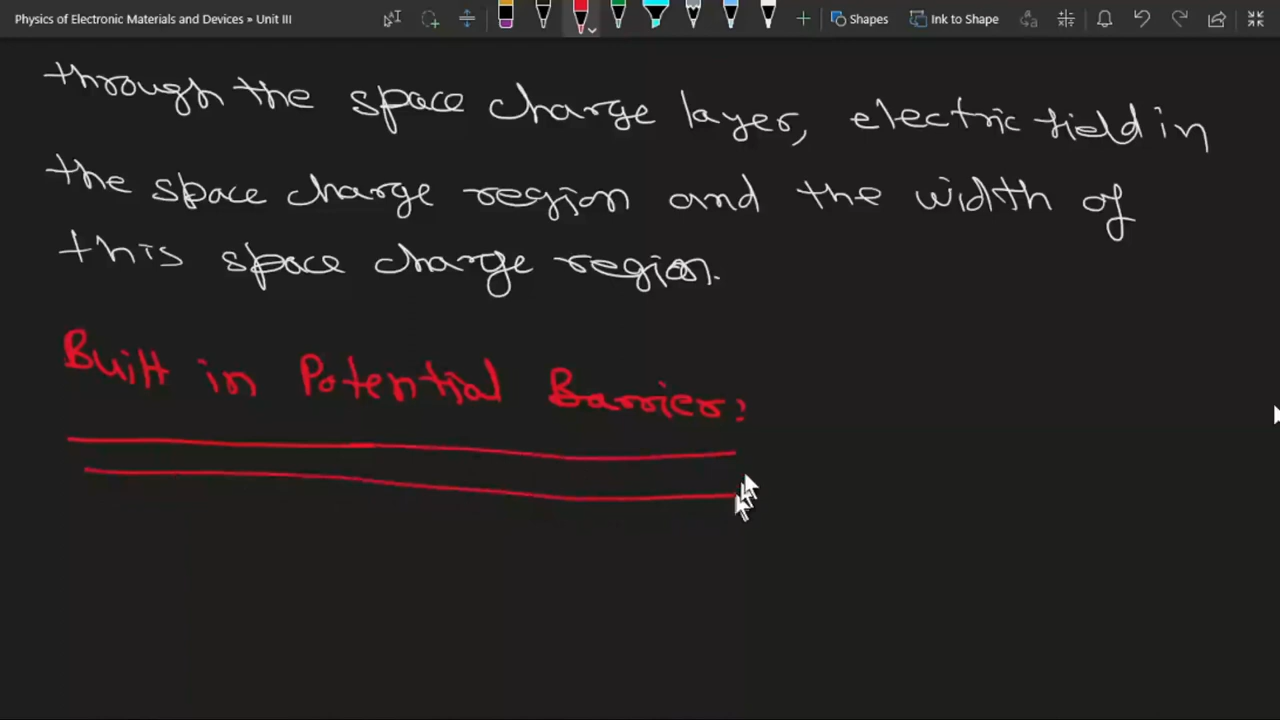 Physics of Electronic Materials and Devices » Unit III
Shapes
Ink to Shape
through the space charge layer, electric field in
the space charge region and the width of
this space charge region.
Built in Potential Barrier: